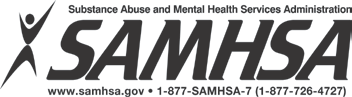 Substance Abuse and Mental Health Services Administration
SAMHSA
www.samhsa.gov • 1-877-SAMHSA-7 (1-877-726-4727)